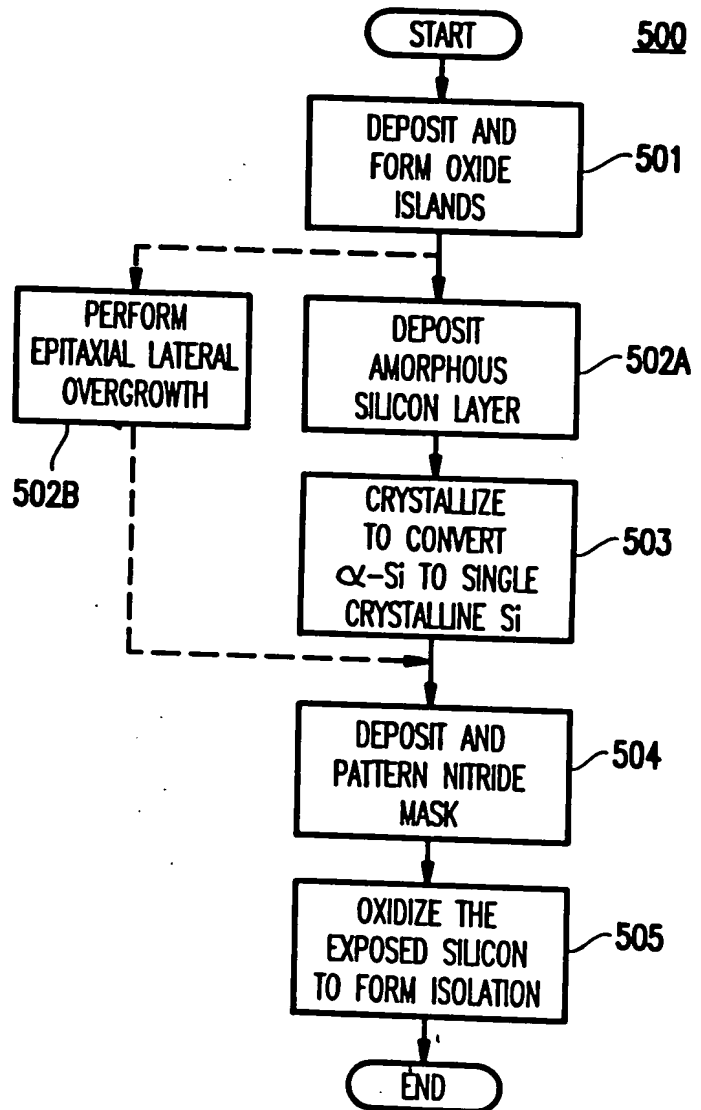 START
500
DEPOSIT AND
FORM OXIDE
ISLANDS
501
PERFORM
EPITAXIAL LATERAL
OVERGROWTH
502B
DEPOSIT
AMORPHOUS
SILICON LAYER
502A
CRYSTALLIZE
TO CONVERT
α-Si TO SINGLE
CRYSTALLINE Si
503
DEPOSIT AND
PATTERN NITRIDE
MASK
504
OXIDIZE THE
EXPOSED SILICON
TO FORM ISOLATION
505
END